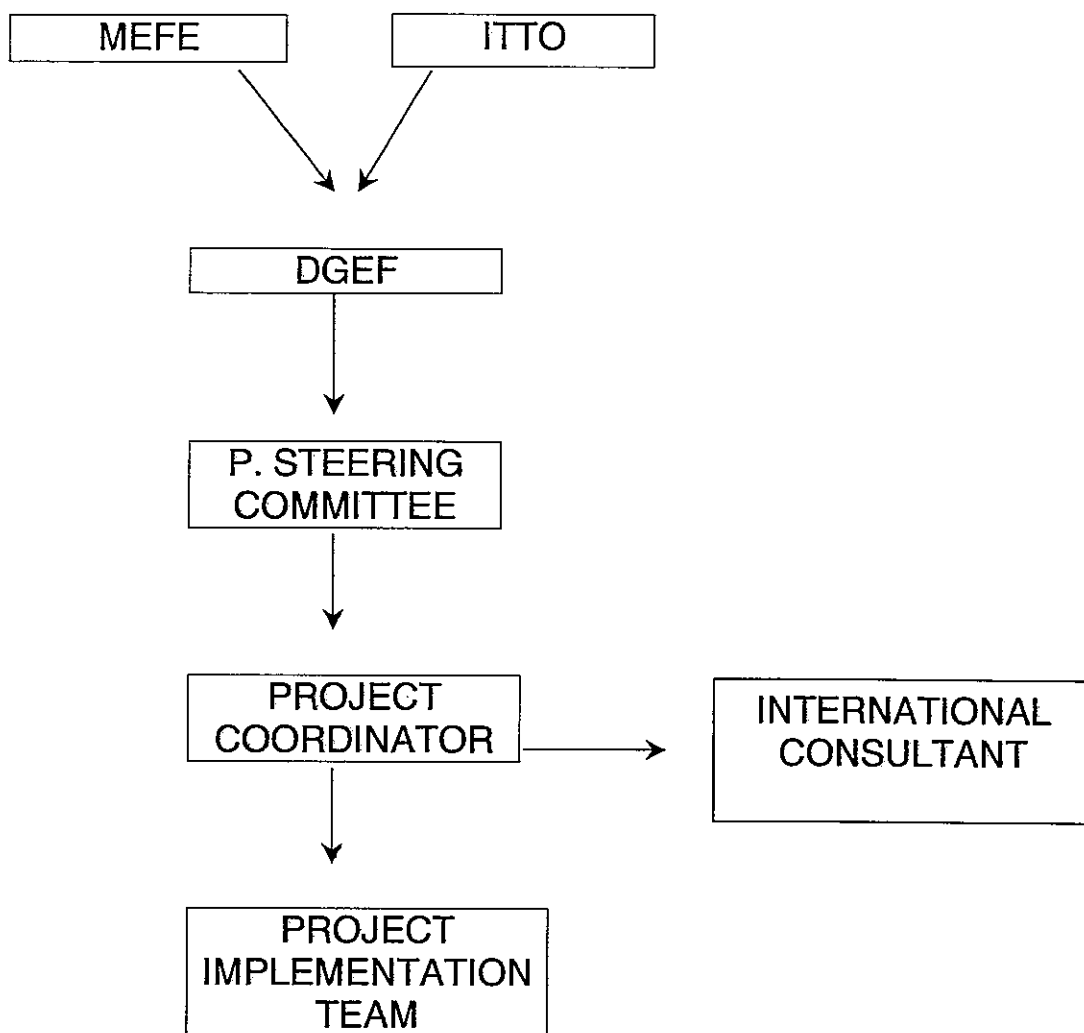 MEFE
ITTO
DGEF
P. STEERING
COMMITTEE
PROJECT
COORDINATOR
INTERNATIONAL
CONSULTANT
PROJECT
IMPLEMENTATION
TEAM